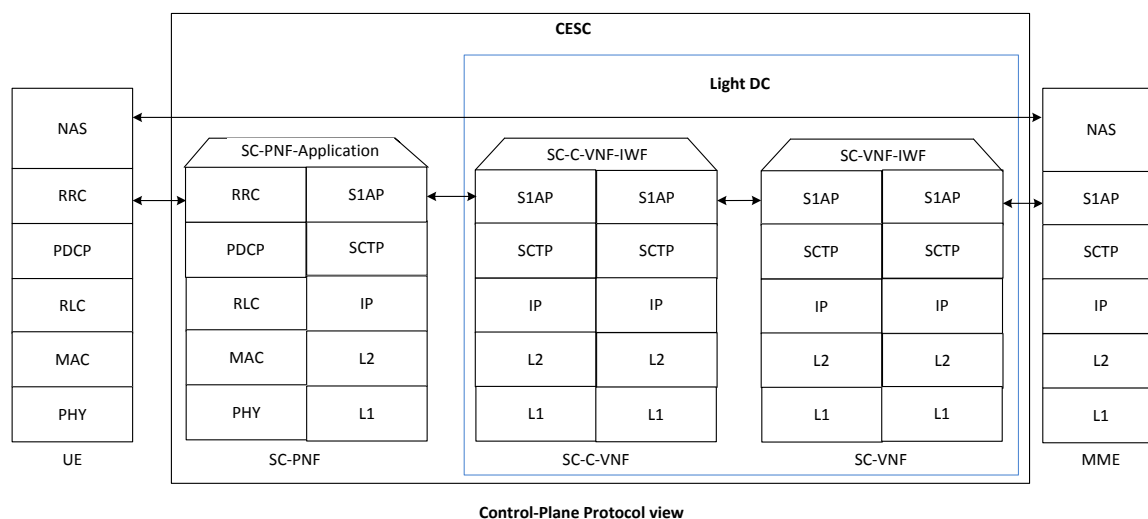 CESC
Light DC
NAS
NAS
SC-PNF-Application
SC-C-VNF-IWF
SC-VNF-IWF
RRC RRC S1AP S1AP S1AP S1AP S1AP S1AP
PDCP PDCP SCTP SCTP SCTP SCTP SCTP SCTP
RLC RLC IP IP IP IP IP IP
MAC MAC L2 L2 L2 L2 L2 L2
PHY PHY L1 L1 L1 L1 L1 L1
UE SC-PNF SC-C-VNF SC-VNF MME
Control-Plane Protocol view